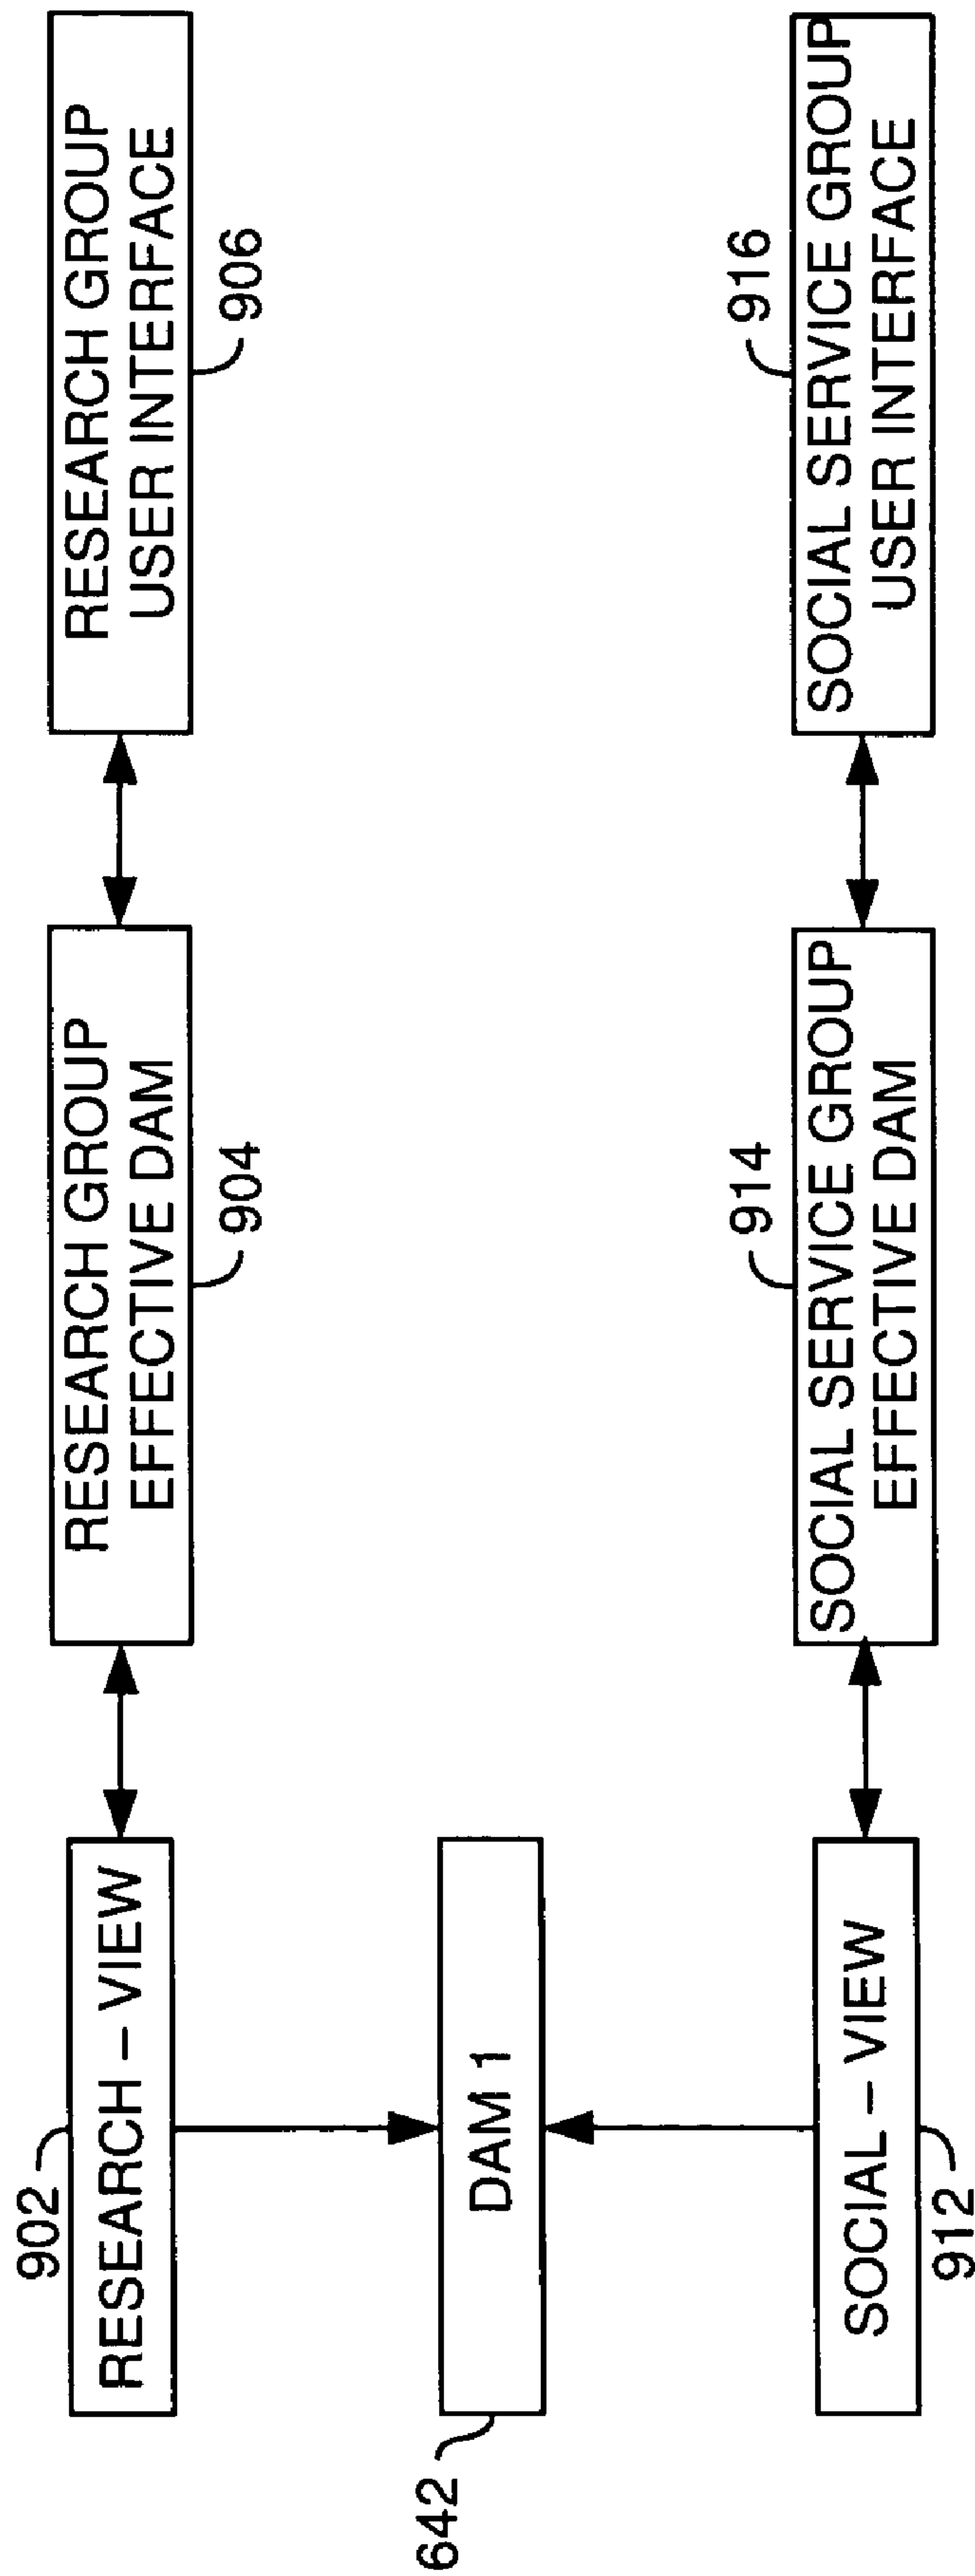 902
RESEARCH – VIEW
RESEARCH GROUP
EFFECTIVE DAM
904
RESEARCH GROUP
USER INTERFACE
906
642
DAM 1
912
SOCIAL – VIEW
914
SOCIAL SERVICE GROUP
EFFECTIVE DAM
916
SOCIAL SERVICE GROUP
USER INTERFACE